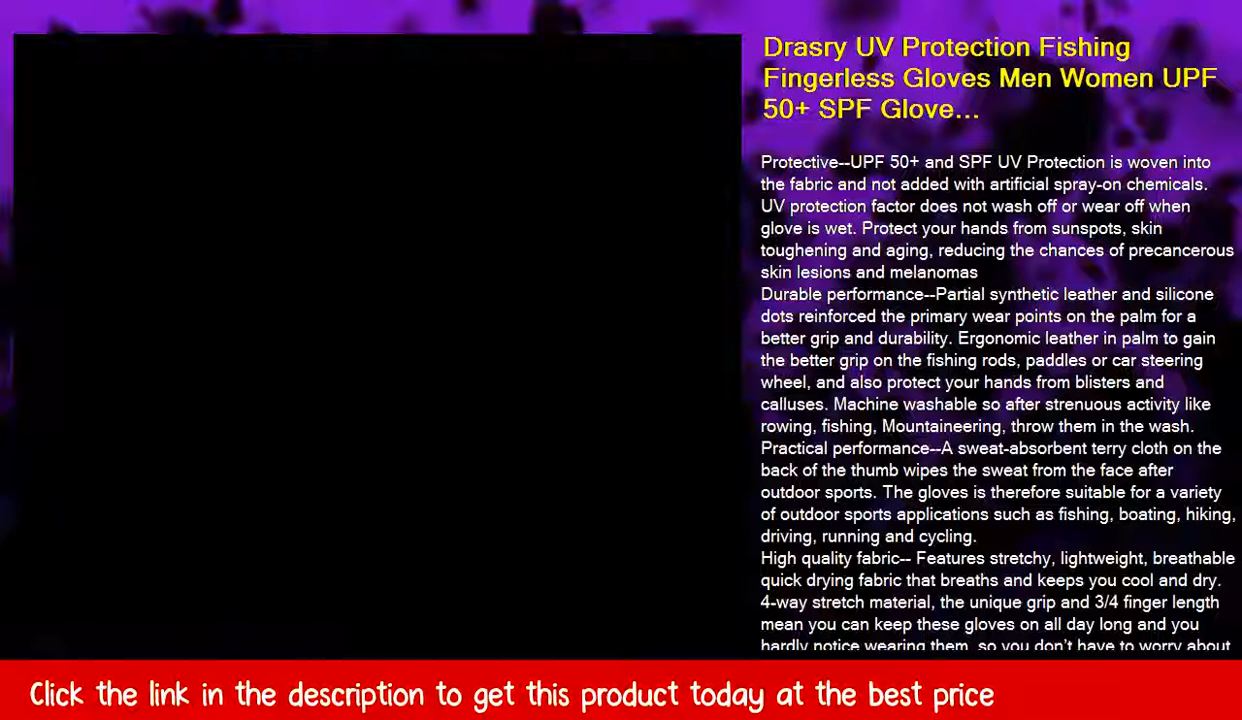 Drasry UV Protection Fishing
Fingerless Gloves Men Women UPF
50+ SPF Glove...
Protective--UPF 50+ and SPF UV Protection is woven into
the fabric and not added with artificial spray-on chemicals.
UV protection factor does not wash off or wear off when
glove is wet. Protect your hands from sunspots, skin
toughening and aging, reducing the chances of precancerous
skin lesions and melanomas
Durable performance--Partial synthetic leather and silicone
dots reinforced the primary wear points on the palm for a
better grip and durability. Ergonomic leather in palm to gain
the better grip on the fishing rods, paddles or car steering
wheel, and also protect your hands from blisters and
calluses. Machine washable so after strenuous activity like
rowing, fishing, Mountaineering, throw them in the wash.
Practical performance--A sweat-absorbent terry cloth on the
back of the thumb wipes the sweat from the face after
outdoor sports. The gloves is therefore suitable for a variety
of outdoor sports applications such as fishing, boating, hiking,
driving, running and cycling.
High quality fabric-- Features stretchy, lightweight, breathable
quick drying fabric that breaths and keeps you cool and dry.
4-way stretch material, the unique grip and 3/4 finger length
mean you can keep these gloves on all day long and you
hardly notice wearing them, so you don't have to worry about
Click the link in the description to get this product today at the best price